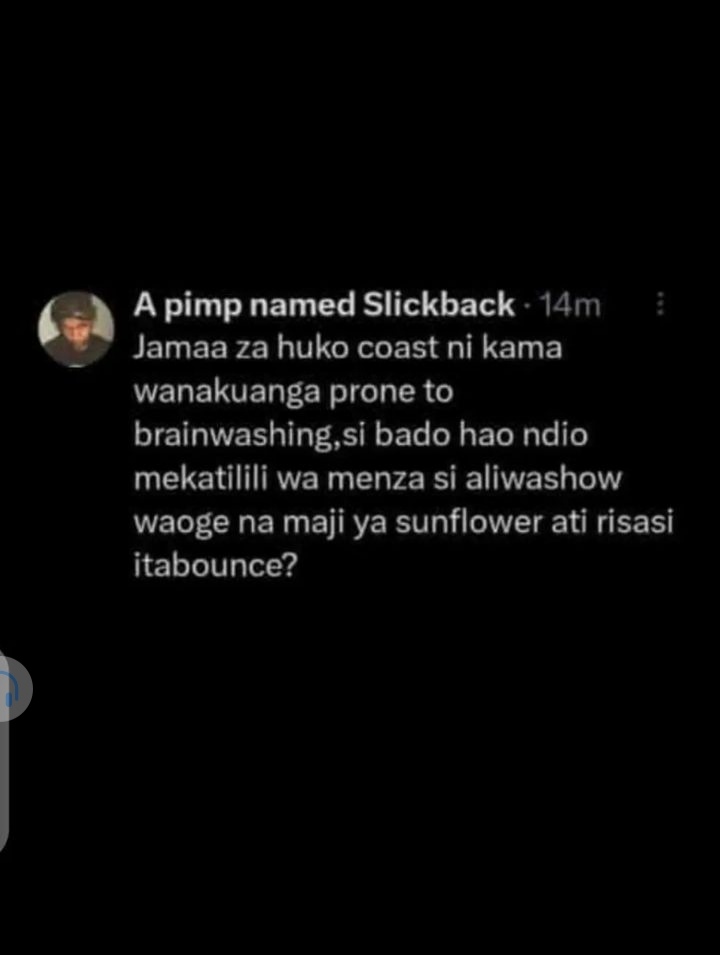 A pimp named Slickback · 14m
Jamaa za huko coast ni kama
wanakuanga prone to
brainwashing,si bado hao ndio
mekatilili wa menza si aliwashow
waoge na maji ya sunflower ati risasi
itabounce?